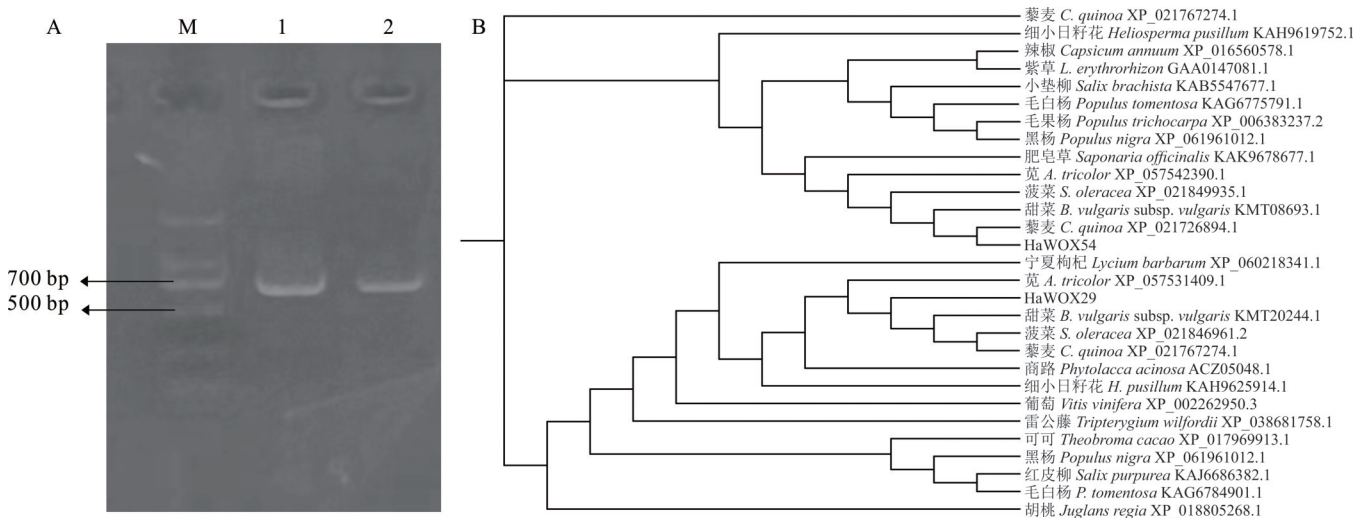 A
M 1 2
700 bp
500 bp
B
藜麦 C. quinoa XP_021767274.1
细小日籽花 Heliosperma pusillum KAH9619752.1
辣椒 Capsicum annuum XP_016560578.1
紫草 L. erythrorhizon GAA0147081.1
小垫柳 Salix brachista KAB5547677.1
毛白杨 Populus tomentosa KAG6775791.1
毛果杨 Populus trichocarpa XP_006383237.2
黑杨 Populus nigra XP_061961012.1
肥皂草 Saponaria officinalis KAK9678677.1
苋 A. tricolor XP_057542390.1
菠菜 S. oleracea XP_021849935.1
甜菜 B. vulgaris subsp. vulgaris KMT08693.1
藜麦 C. quinoa XP_021726894.1
HaWOX54
宁夏枸杞 Lycium barbarum XP_060218341.1
苋 A. tricolor XP_057531409.1
HaWOX29
甜菜 B. vulgaris subsp. vulgaris KMT20244.1
菠菜 S. oleracea XP_021846961.2
藜麦 C. quinoa XP_021767274.1
商路 Phytolacca acinosa ACZ05048.1
细小日籽花 H. pusillum KAH9625914.1
葡萄 Vitis vinifera XP_002262950.3
雷公藤 Tripterygium wilfordii XP_038681758.1
可可 Theobroma cacao XP_017969913.1
黑杨 Populus nigra XP_061961012.1
红皮柳 Salix purpurea KAJ6686382.1
毛白杨 P. tomentosa KAG6784901.1
胡桃 Juglans regia XP_018805268.1